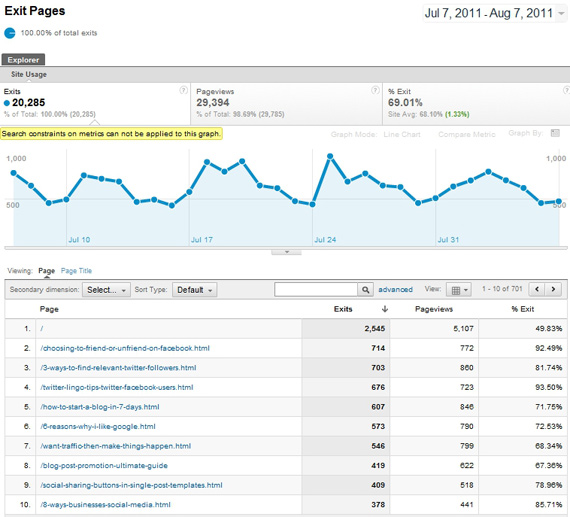 Exit Pages
Jul 7, 2011 - Aug 7, 2011
100.00% of total exits
Explorer
Site Usage
Exits
20,285
% of Total: 100.00% (20,285)
Pageviews
29,394
% of Total: 98.69% (29,785)
% Exit
69.01%
Site Avg: 68.10% (1.33%)
Search constraints on metrics can not be applied to this graph.
Graph Mode: Line Chart Compare Metric Graph By:
1,000 1,000
500 500
Jul 10 Jul 17 Jul 24 Jul 31
Viewing: Page Page Title
Secondary dimension: Select... Sort Type: Default advanced View: 1 - 10 of 701
Page Exits Pageviews % Exit
1. / 2,545 5,107 49.83%
2. /choosing-to-friend-or-unfriend-on-facebook.html 714 772 92.49%
3. /3-ways-to-find-relevant-twitter-followers.html 703 860 81.74%
4. /twitter-lingo-tips-twitter-facebook-users.html 676 723 93.50%
5. /how-to-start-a-blog-in-7-days.html 607 846 71.75%
6. /6-reasons-why-i-like-google.html 573 790 72.53%
7. /want-traffic-then-make-things-happen.html 546 799 68.34%
8. /blog-post-promotion-ultimate-guide 419 622 67.36%
9. /social-sharing-buttons-in-single-post-templates.html 409 518 78.96%
10. /8-ways-businesses-social-media.html 378 441 85.71%